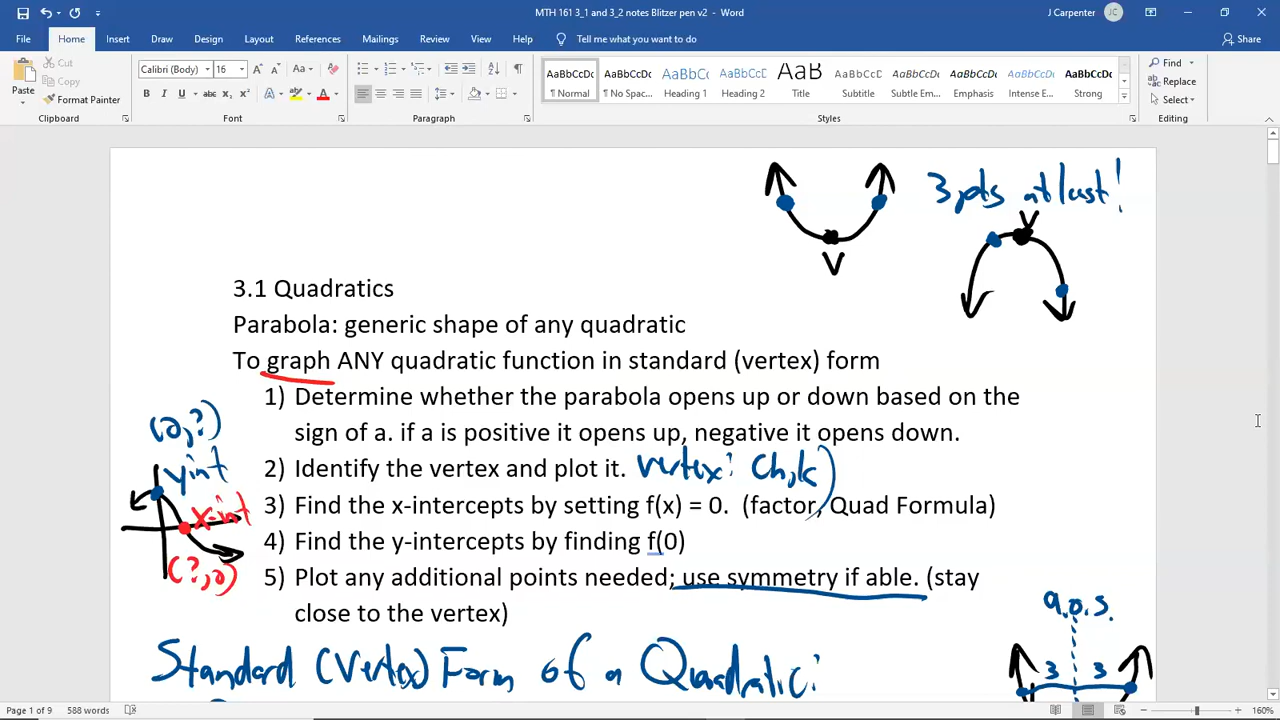 MTH 161 3_1 and 3_2 notes Blitzer pen v2 - Word
J Carpenter JC
File Home Insert Draw Design Layout References Mailings Review View Help Tell me what you want to do Share
Paste
Cut
Copy
Format Painter
Clipboard
Calibri (Body) 16
Font
Paragraph
AaBbCcDc AaBbCcDc AaBbCc AaBbCcD AaB AaBbCcD AaBbCcDc AaBbCcDc AaBbCcDc AaBbCcDc
¶ Normal ¶ No Spac... Heading 1 Heading 2 Title Subtitle Subtle Em... Emphasis Intense E... Strong
Styles
Find
Replace
Select
Editing
3 pts at least!
V
V
3.1 Quadratics
Parabola: generic shape of any quadratic
To graph ANY quadratic function in standard (vertex) form
1) Determine whether the parabola opens up or down based on the
sign of a. if a is positive it opens up, negative it opens down.
2) Identify the vertex and plot it. vertex: (h,k)
3) Find the x-intercepts by setting f(x) = 0. (factor, Quad Formula)
4) Find the y-intercepts by finding f(0)
5) Plot any additional points needed; use symmetry if able. (stay
close to the vertex)
(0,?)
y int
x-int
(?,0)
a.o.s.
3 3
Standard (Vertex) Form of a Quadratic:
Page 1 of 9 588 words
160%